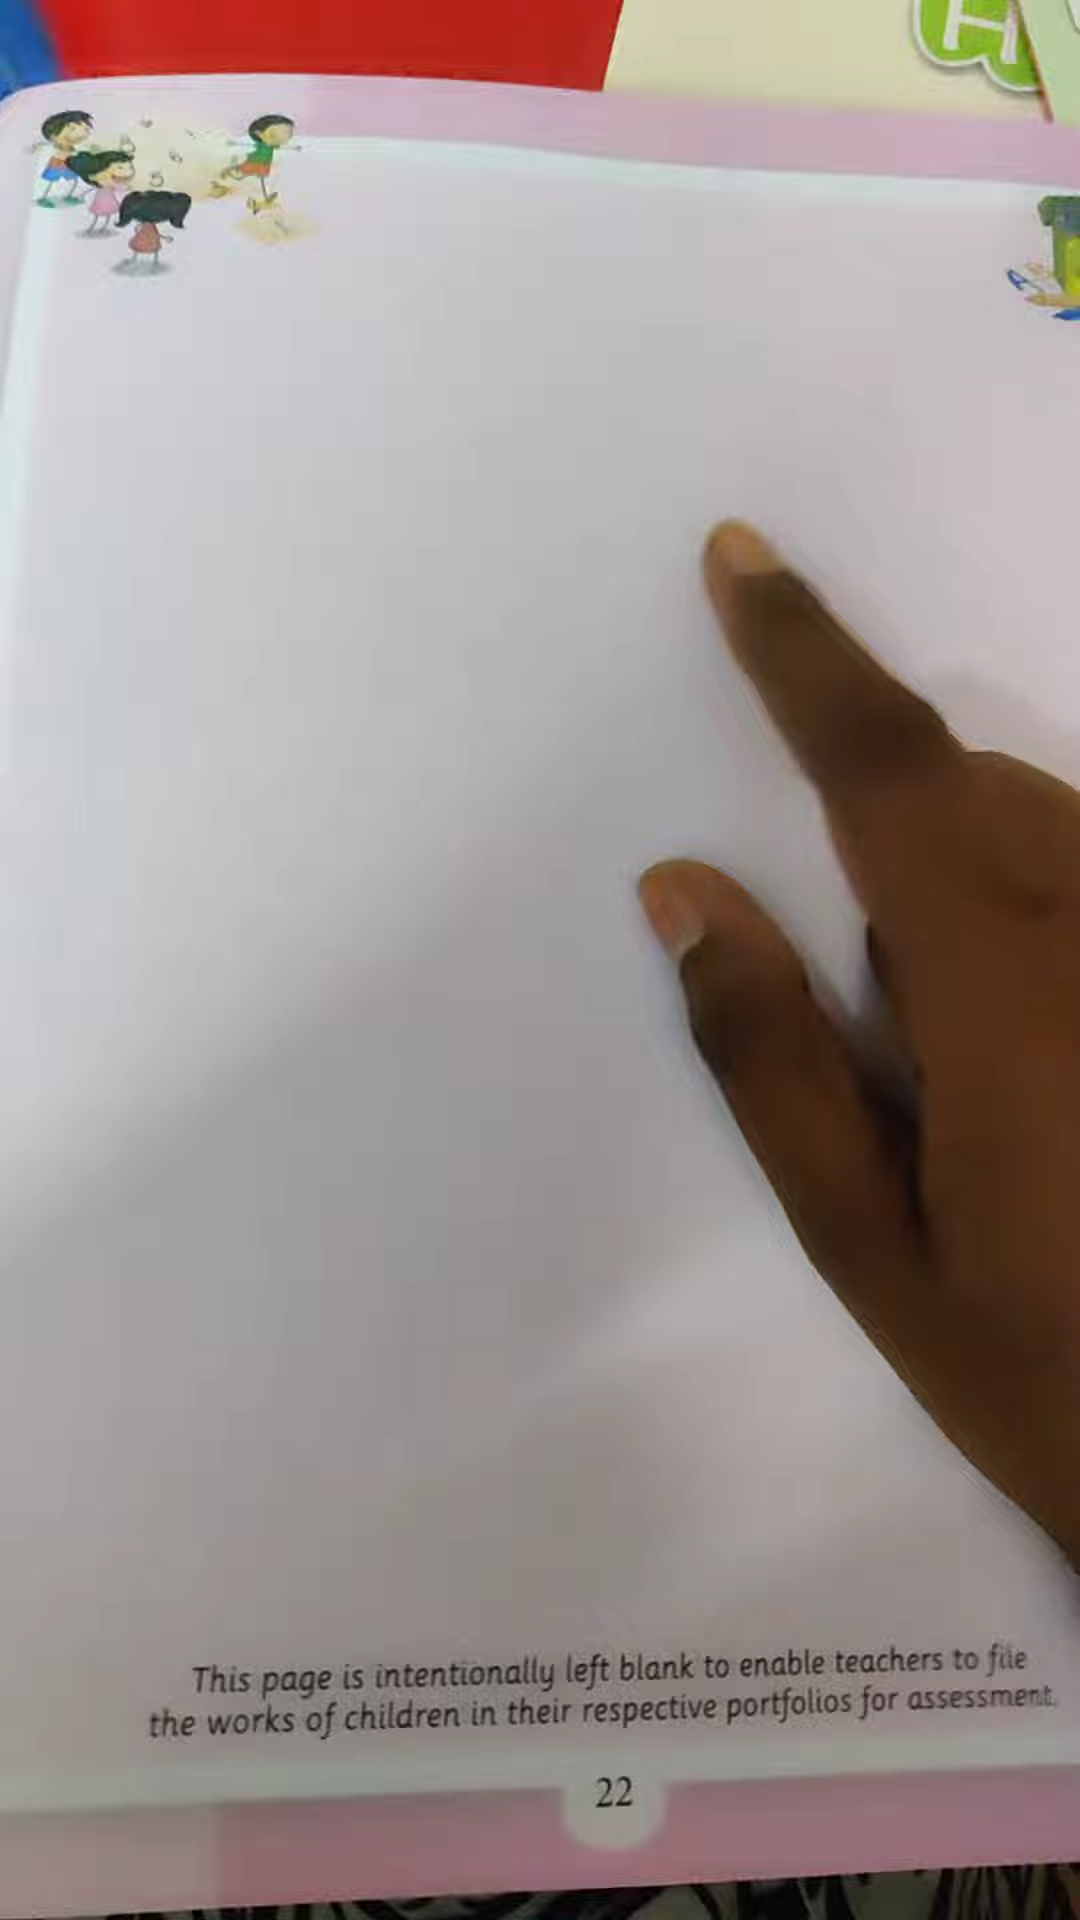 H
This page is intentionally left blank to enable teachers to file
the works of children in their respective portfolios for assessment.
22